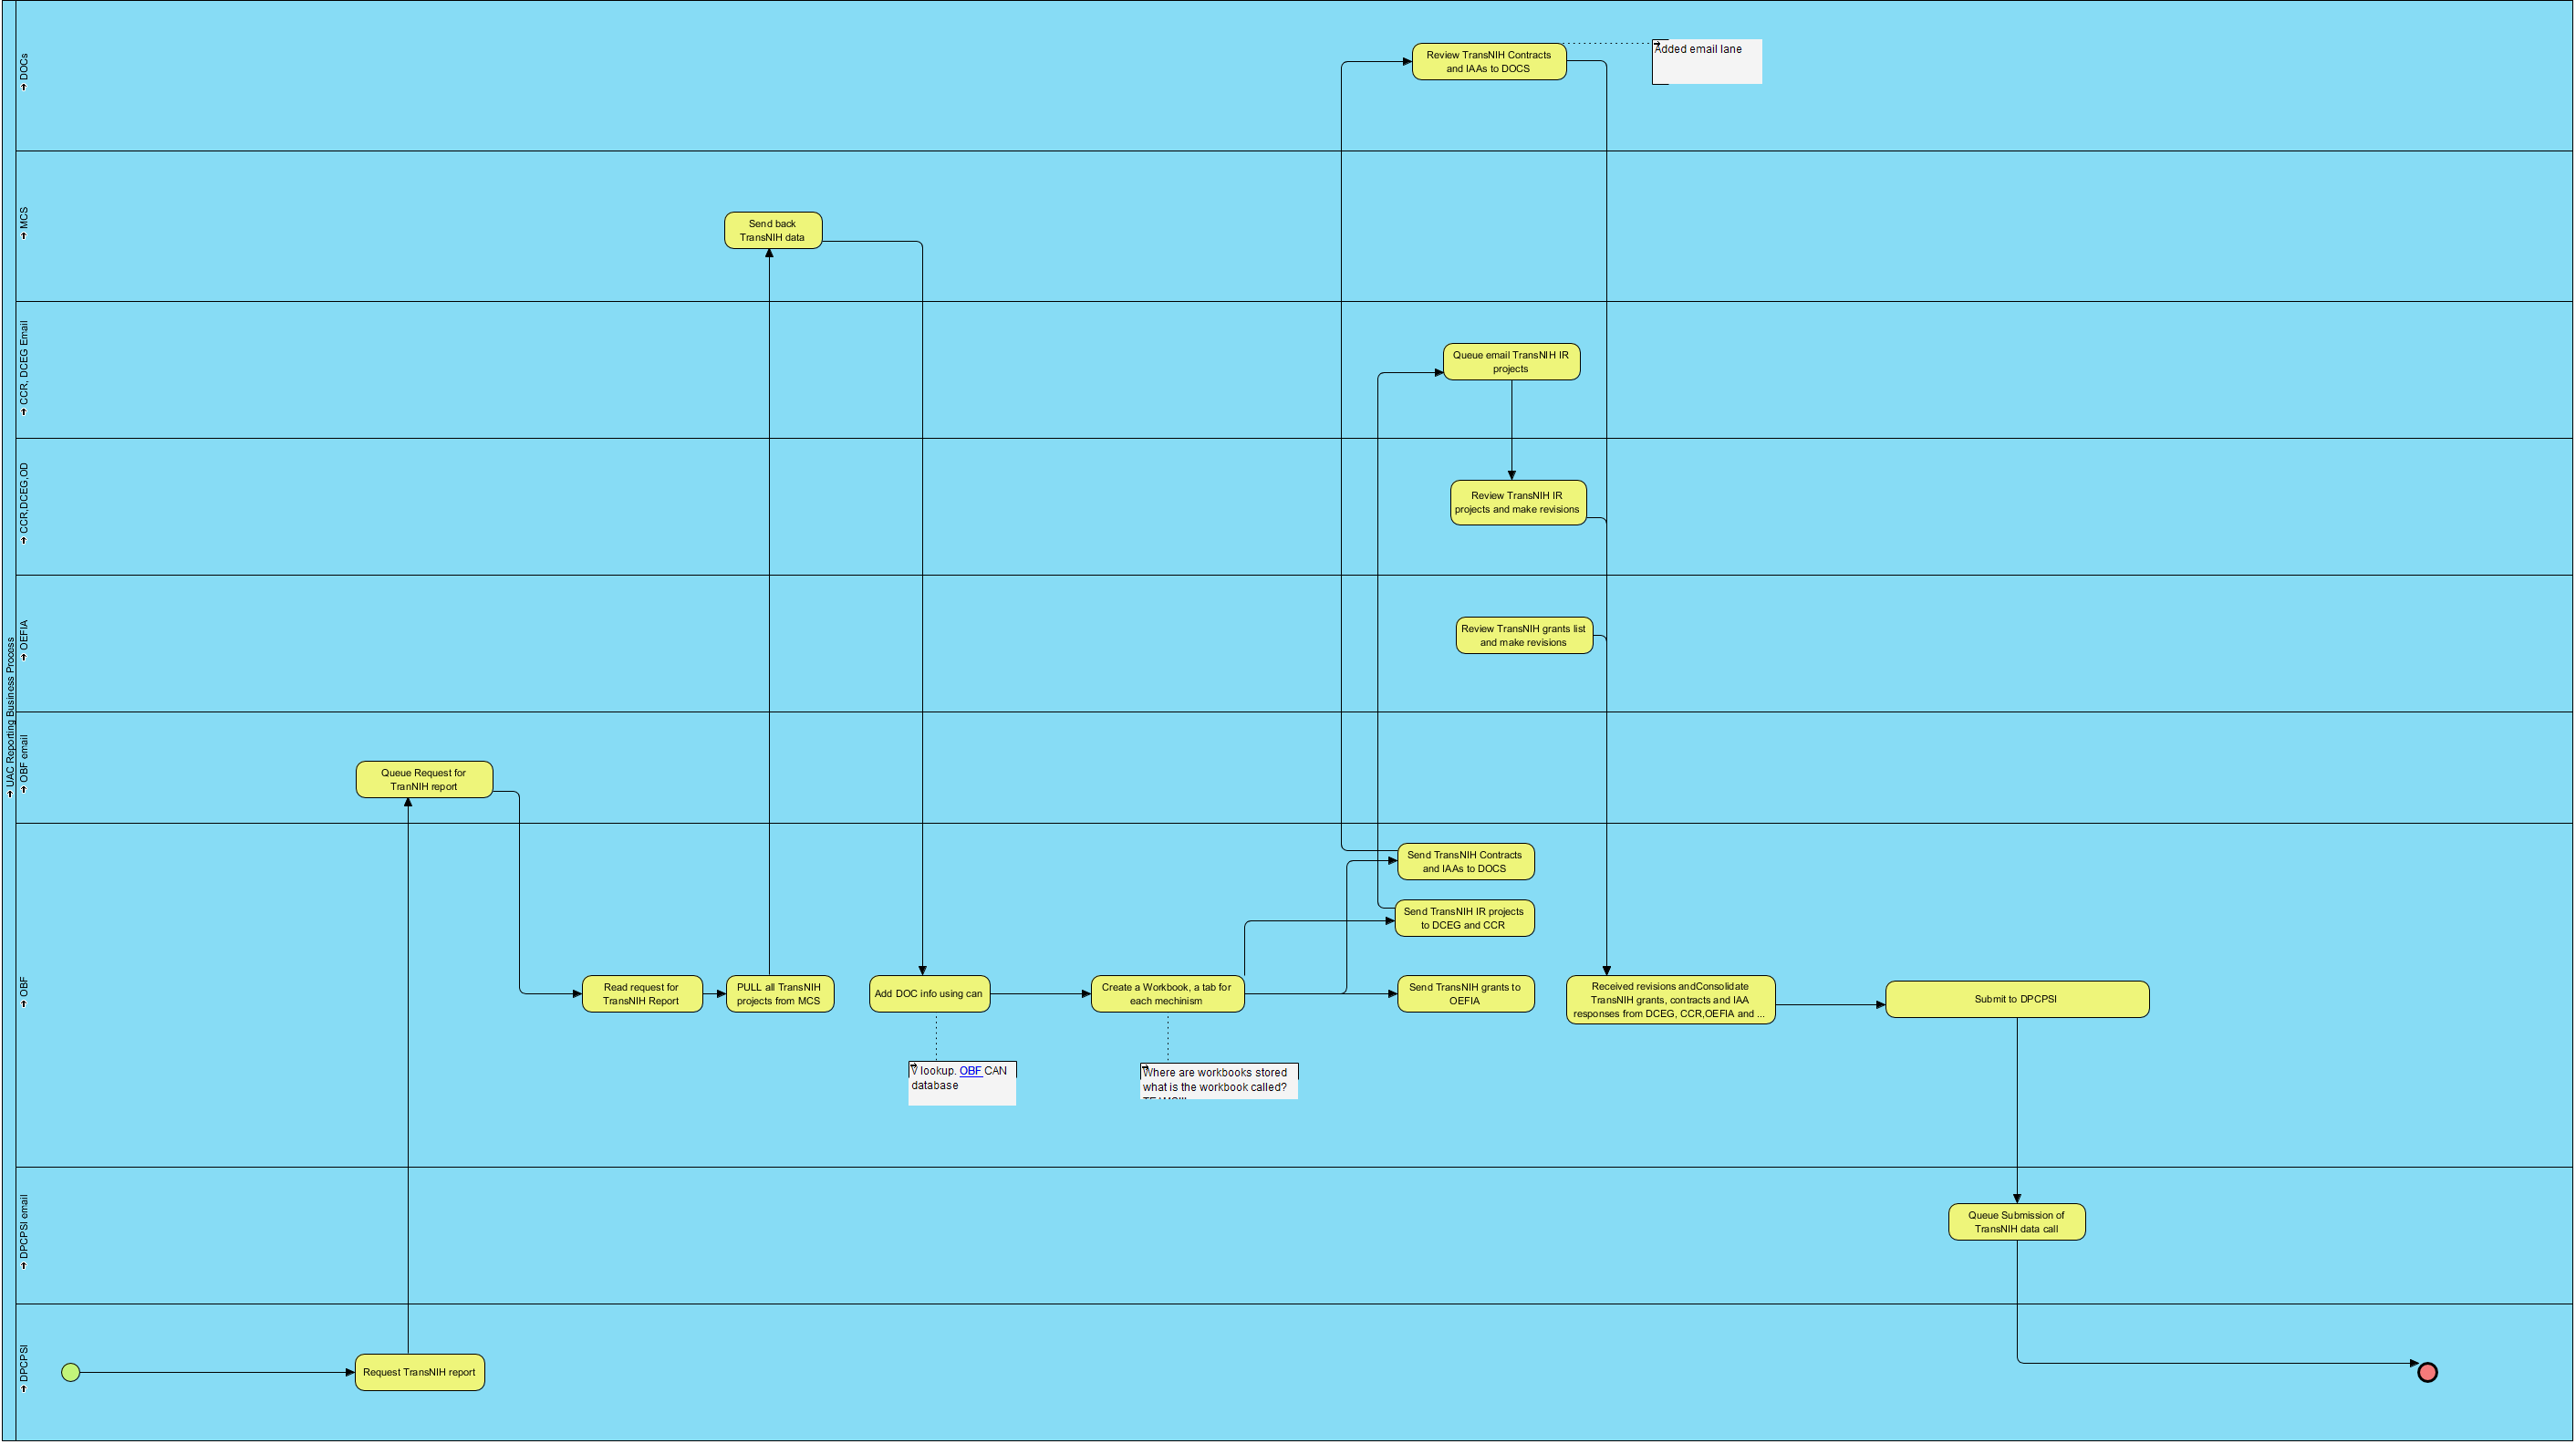 UAC Reporting Business Process
DOCs
Review TransNIH Contracts
and IAAs to DOCS
Added email lane
MCS
Send back
TransNIH data
CCR, DCEG Email
Queue email TransNIH IR
projects
CCR,DCEG,OD
Review TransNIH IR
projects and make revisions
OEFIA
Review TransNIH grants list
and make revisions
OBF email
Queue Request for
TranNIH report
OBF
Send TransNIH Contracts
and IAAs to DOCS
Send TransNIH IR projects
to DCEG and CCR
Read request for
TransNIH Report
PULL all TransNIH
projects from MCS
Add DOC info using can
Create a Workbook, a tab for
each mechinism
Send TransNIH grants to
OEFIA
Received revisions andConsolidate
TransNIH grants, contracts and IAA
responses from DCEG, CCR,OEFIA and ...
Submit to DPCPSI
V lookup. OBF CAN
database
Where are workbooks stored
what is the workbook called?
DPCPSI email
Queue Submission of
TransNIH data call
DPCPSI
Request TransNIH report